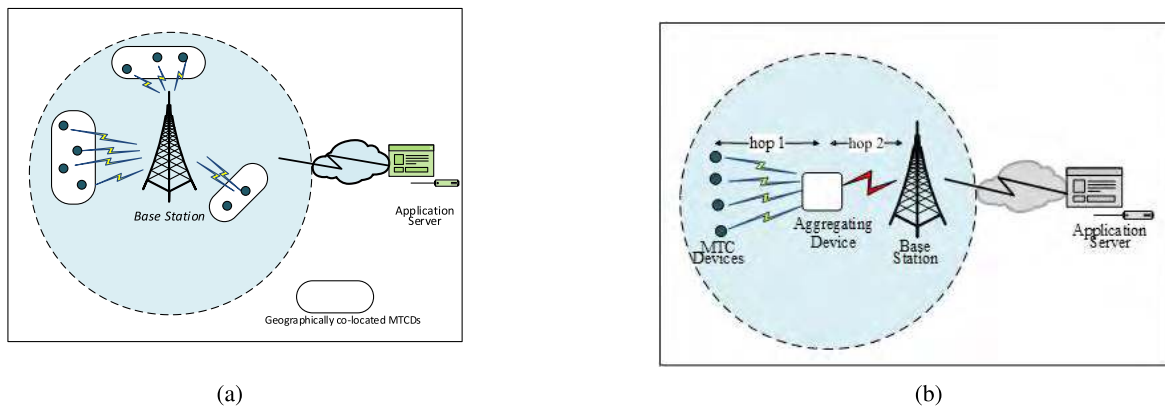 Base Station
Application
Server
Geographically co-located MTCDs
(a)
hop 1
hop 2
Aggregating
Device
MTC
Devices
Base
Station
Application
Server
(b)